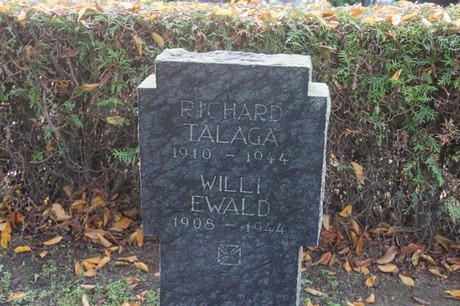 RICHARD
TALAGA
1910 - 1944
WILLI
EWALD
1908 - 1944